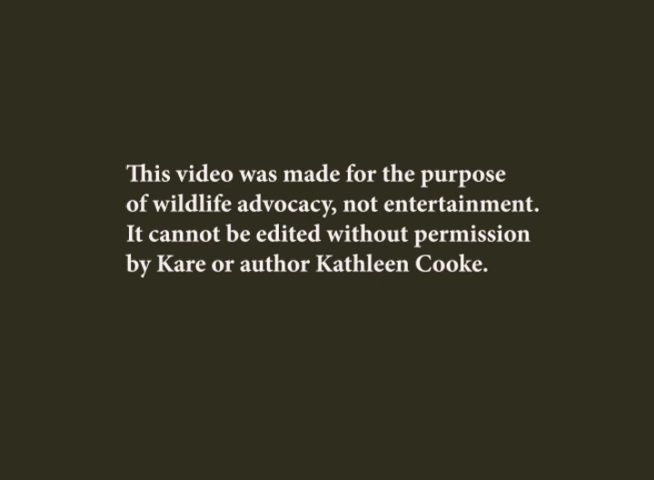 This video was made for the purpose
of wildlife advocacy, not entertainment.
It cannot be edited without permission
by Kare or author Kathleen Cooke.